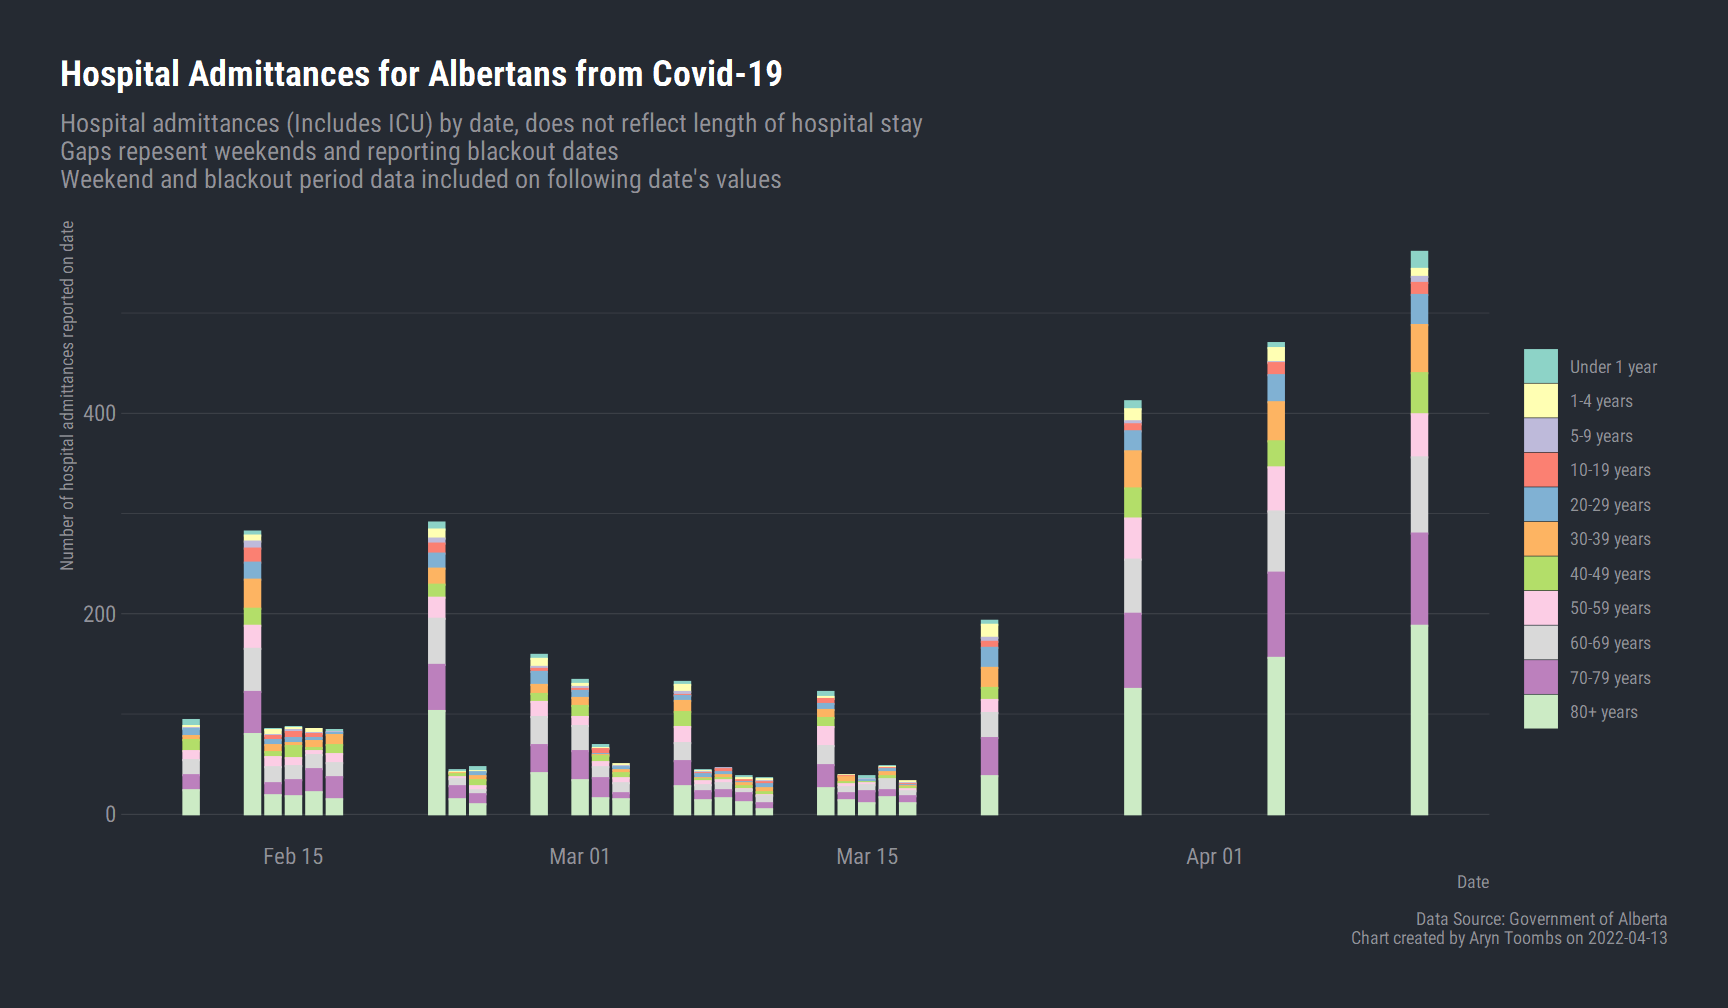 Hospital Admittances for Albertans from Covid-19
Hospital admittances (Includes ICU) by date, does not reflect length of hospital stay
Gaps repesent weekends and reporting blackout dates
Weekend and blackout period data included on following date's values
Number of hospital admittances reported on date
400
200
0
Feb 15
Mar 01
Mar 15
Apr 01
Date
Under 1 year
1-4 years
5-9 years
10-19 years
20-29 years
30-39 years
40-49 years
50-59 years
60-69 years
70-79 years
80+ years
Data Source: Government of Alberta
Chart created by Aryn Toombs on 2022-04-13